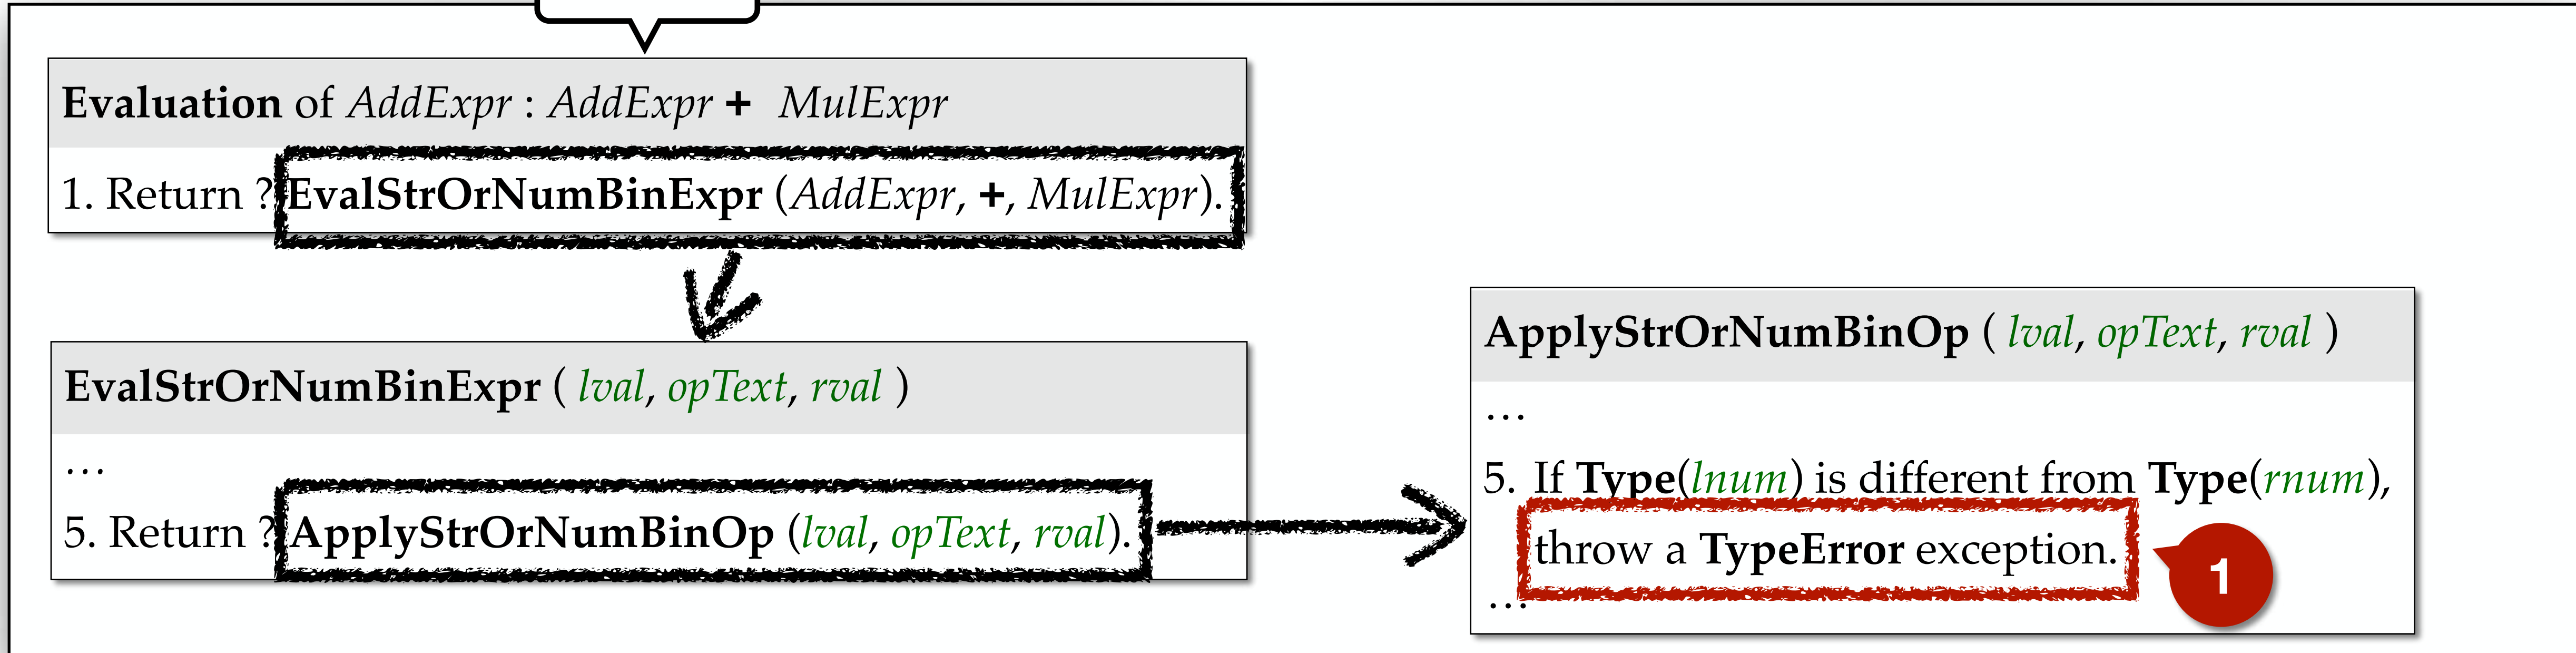 Evaluation of AddExpr : AddExpr + MulExpr
1. Return ? EvalStrOrNumBinExpr (AddExpr, +, MulExpr).
EvalStrOrNumBinExpr ( lval, opText, rval )
…
5. Return ? ApplyStrOrNumBinOp (lval, opText, rval).
ApplyStrOrNumBinOp ( lval, opText, rval )
…
5. If Type(lnum) is different from Type(rnum),
throw a TypeError exception.
1
…